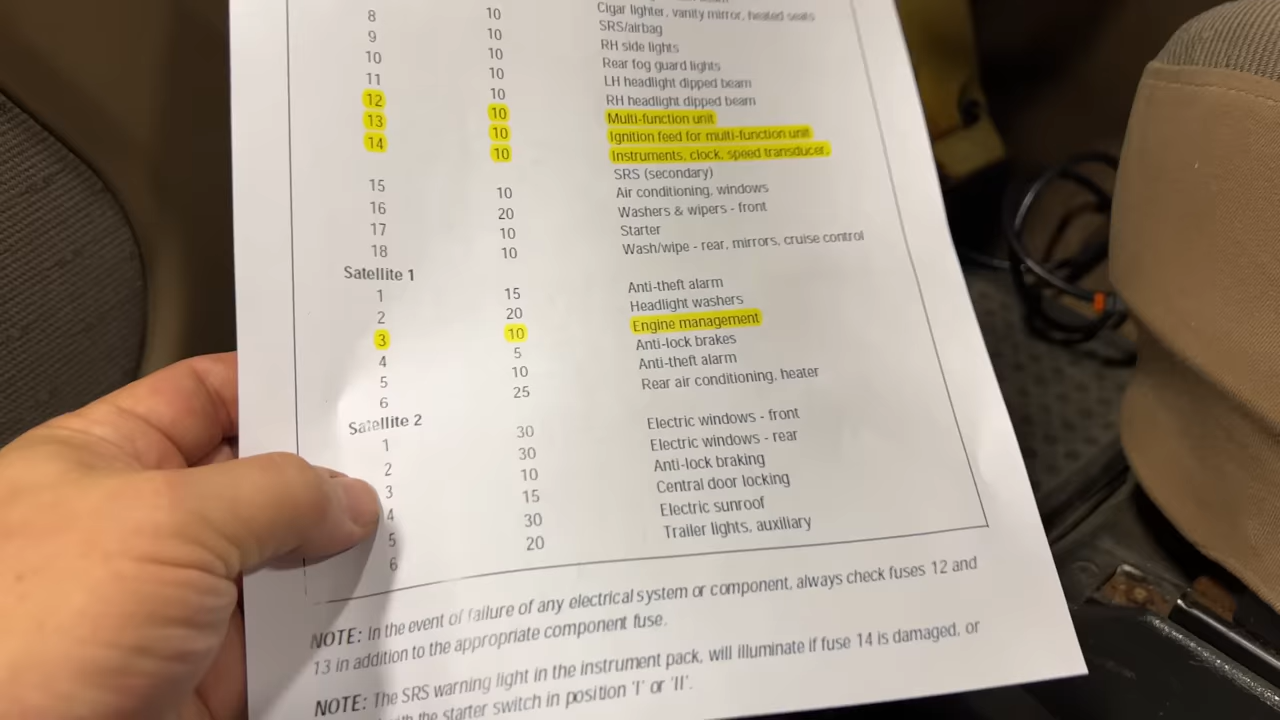 Cigar lighter, vanity mirror, heated seats
10 SRS/airbag
8 10 RH side lights
9 10 Rear fog guard lights
10 10 LH headlight dipped beam
11 10 RH headlight dipped beam
12 10 Multi-function unit
13 10 Ignition feed for multi-function unit
14 10 Instruments, clock, speed transducer,
SRS (secondary)
15 10 Air conditioning, windows
16 20 Washers & wipers - front
17 10 Starter
18 10 Wash/wipe - rear, mirrors, cruise control
Satellite 1
1 15 Anti-theft alarm
2 20 Headlight washers
3 10 Engine management
4 5 Anti-lock brakes
5 10 Anti-theft alarm
6 25 Rear air conditioning, heater
Satellite 2
1 30 Electric windows - front
2 30 Electric windows - rear
3 10 Anti-lock braking
4 15 Central door locking
5 30 Electric sunroof
6 20 Trailer lights, auxiliary
NOTE: In the event of failure of any electrical system or component, always check fuses 12 and
13 in addition to the appropriate component fuse.
NOTE: The SRS warning light in the instrument pack, will illuminate if fuse 14 is damaged, or
the starter switch in position 'I' or 'II'.